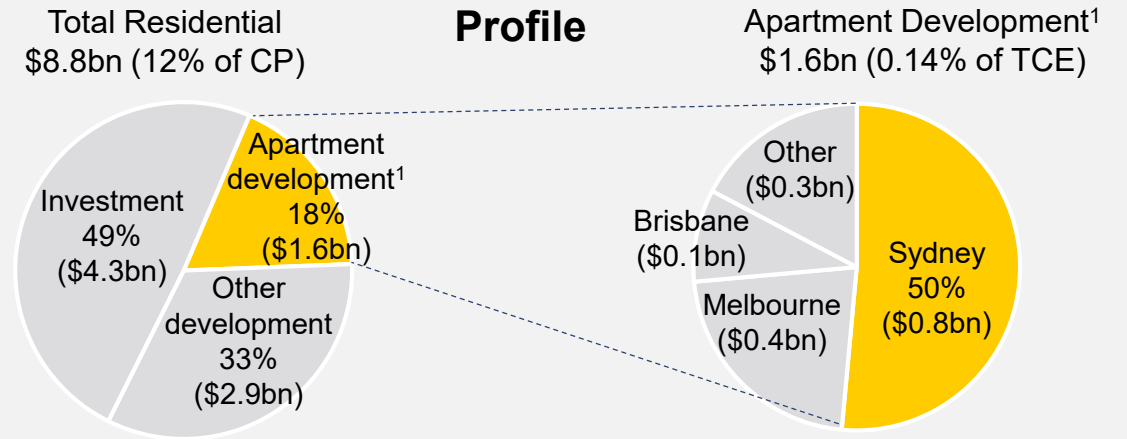 Profile
Total Residential
$8.8bn (12% of CP)
Investment
49%
($4.3bn)
Apartment
development¹
18%
($1.6bn)
Other
development
33%
($2.9bn)
Apartment Development¹
$1.6bn (0.14% of TCE)
Other
($0.3bn)
Brisbane
($0.1bn)
Melbourne
($0.4bn)
Sydney
50%
($0.8bn)